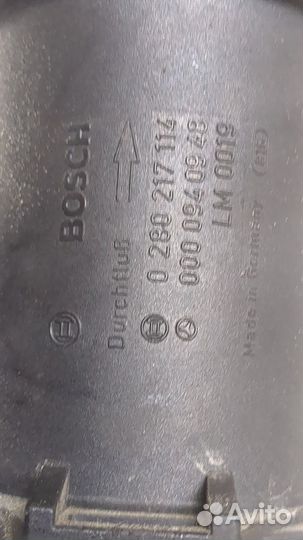 BOSCH
Durchfluß
0 280 217 114
000 094 09 48
LM 0019
Made in Germany
Avito